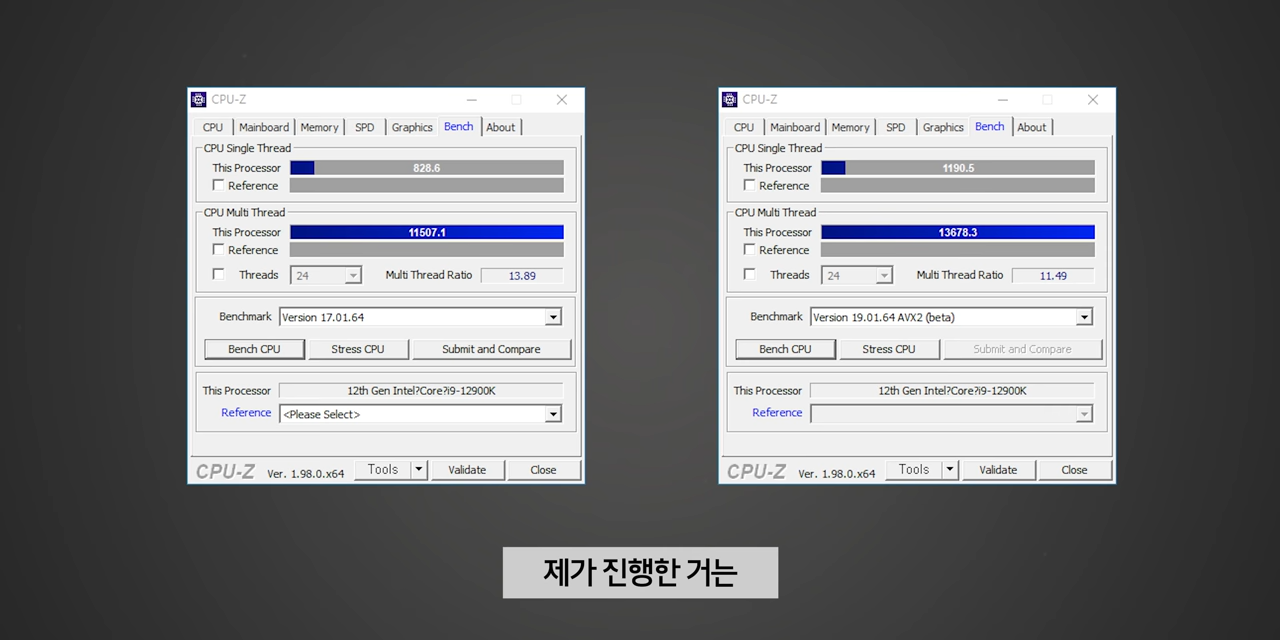 CPU-Z
CPU Mainboard Memory SPD Graphics Bench About
CPU Single Thread
This Processor 828.6
Reference
CPU Multi Thread
This Processor 11507.1
Reference
Threads 24 Multi Thread Ratio 13.89
Benchmark Version 17.01.64
Bench CPU Stress CPU Submit and Compare
This Processor 12th Gen Intel?Core?i9-12900K
Reference <Please Select>
CPU-Z Ver. 1.98.0.x64 Tools Validate Close
CPU-Z
CPU Mainboard Memory SPD Graphics Bench About
CPU Single Thread
This Processor 1190.5
Reference
CPU Multi Thread
This Processor 13678.3
Reference
Threads 24 Multi Thread Ratio 11.49
Benchmark Version 19.01.64 AVX2 (beta)
Bench CPU Stress CPU Submit and Compare
This Processor 12th Gen Intel?Core?i9-12900K
Reference
CPU-Z Ver. 1.98.0.x64 Tools Validate Close
제가 진행한 거는